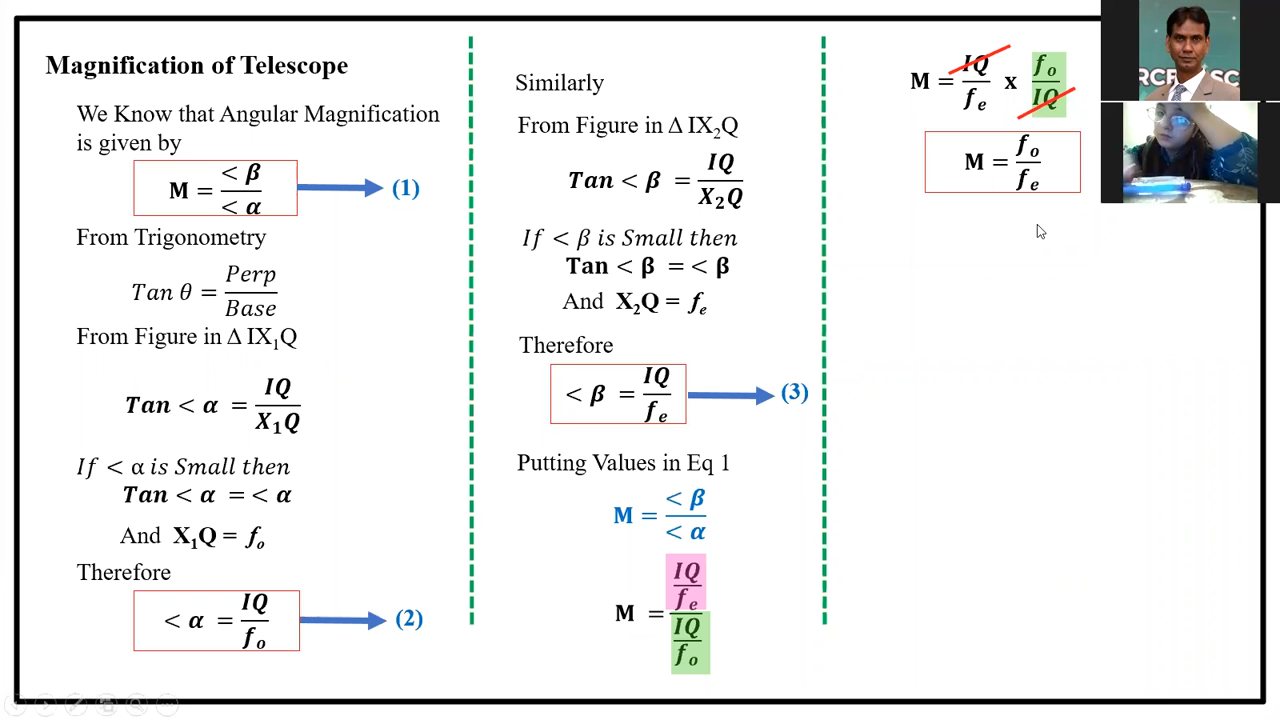 Magnification of Telescope
We Know that Angular Magnification
is given by
M = < β / < α (1)
From Trigonometry
Tan θ = Perp / Base
From Figure in Δ IX₁Q
Tan < α = IQ / X₁Q
If < α is Small then
Tan < α = < α
And X₁Q = fₒ
Therefore
< α = IQ / fₒ (2)
Similarly
From Figure in Δ IX₂Q
Tan < β = IQ / X₂Q
If < β is Small then
Tan < β = < β
And X₂Q = fₑ
Therefore
< β = IQ / fₑ (3)
Putting Values in Eq 1
M = < β / < α
M = IQ / fₑ / IQ / fₒ
M = IQ / fₑ x fₒ / IQ
M = fₒ / fₑ